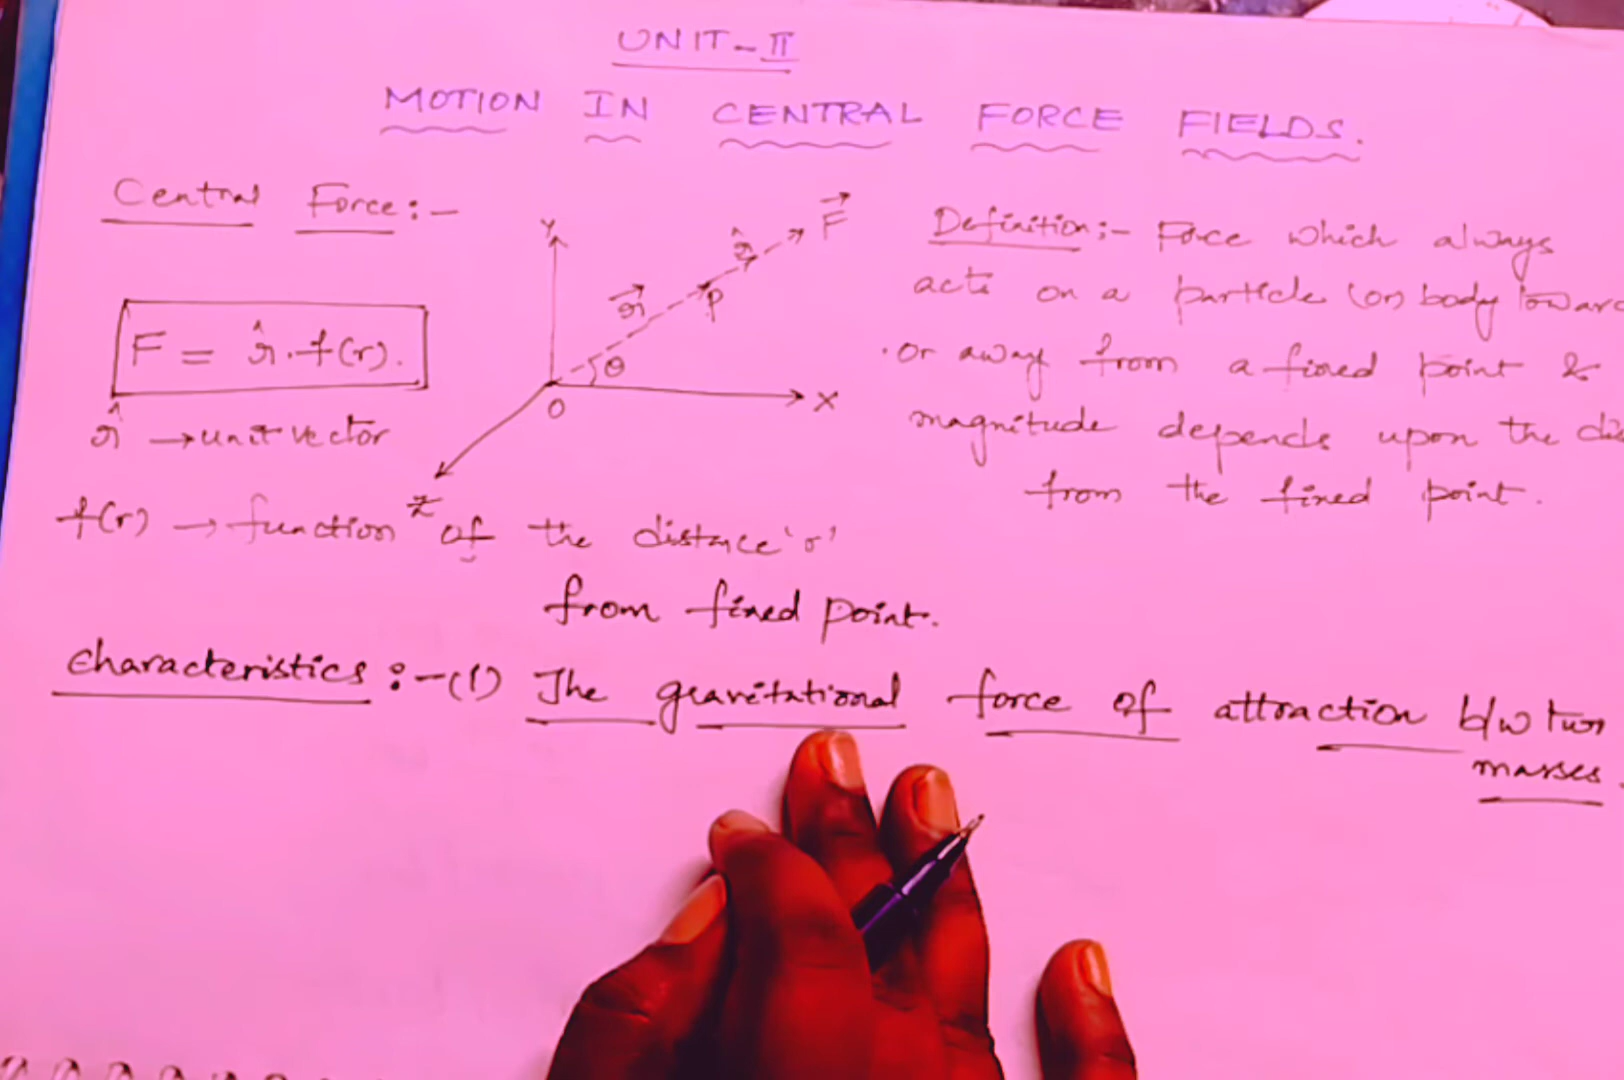 UNIT-II
MOTION IN CENTRAL FORCE FIELDS.
Central Force:-
F = r̂.f(r).
r̂ → unit vector
Y
r⃗
r̂
F⃗
P
θ
O
X
Z
Definition:- Force which always
acts on a particle (or) body toward
or away from a fixed point &
magnitude depends upon the
from the fixed point.
f(r) → function of the distance 'r'
from fixed point.
characteristics:-(1) The gravitational force of attraction b/w two
masses.